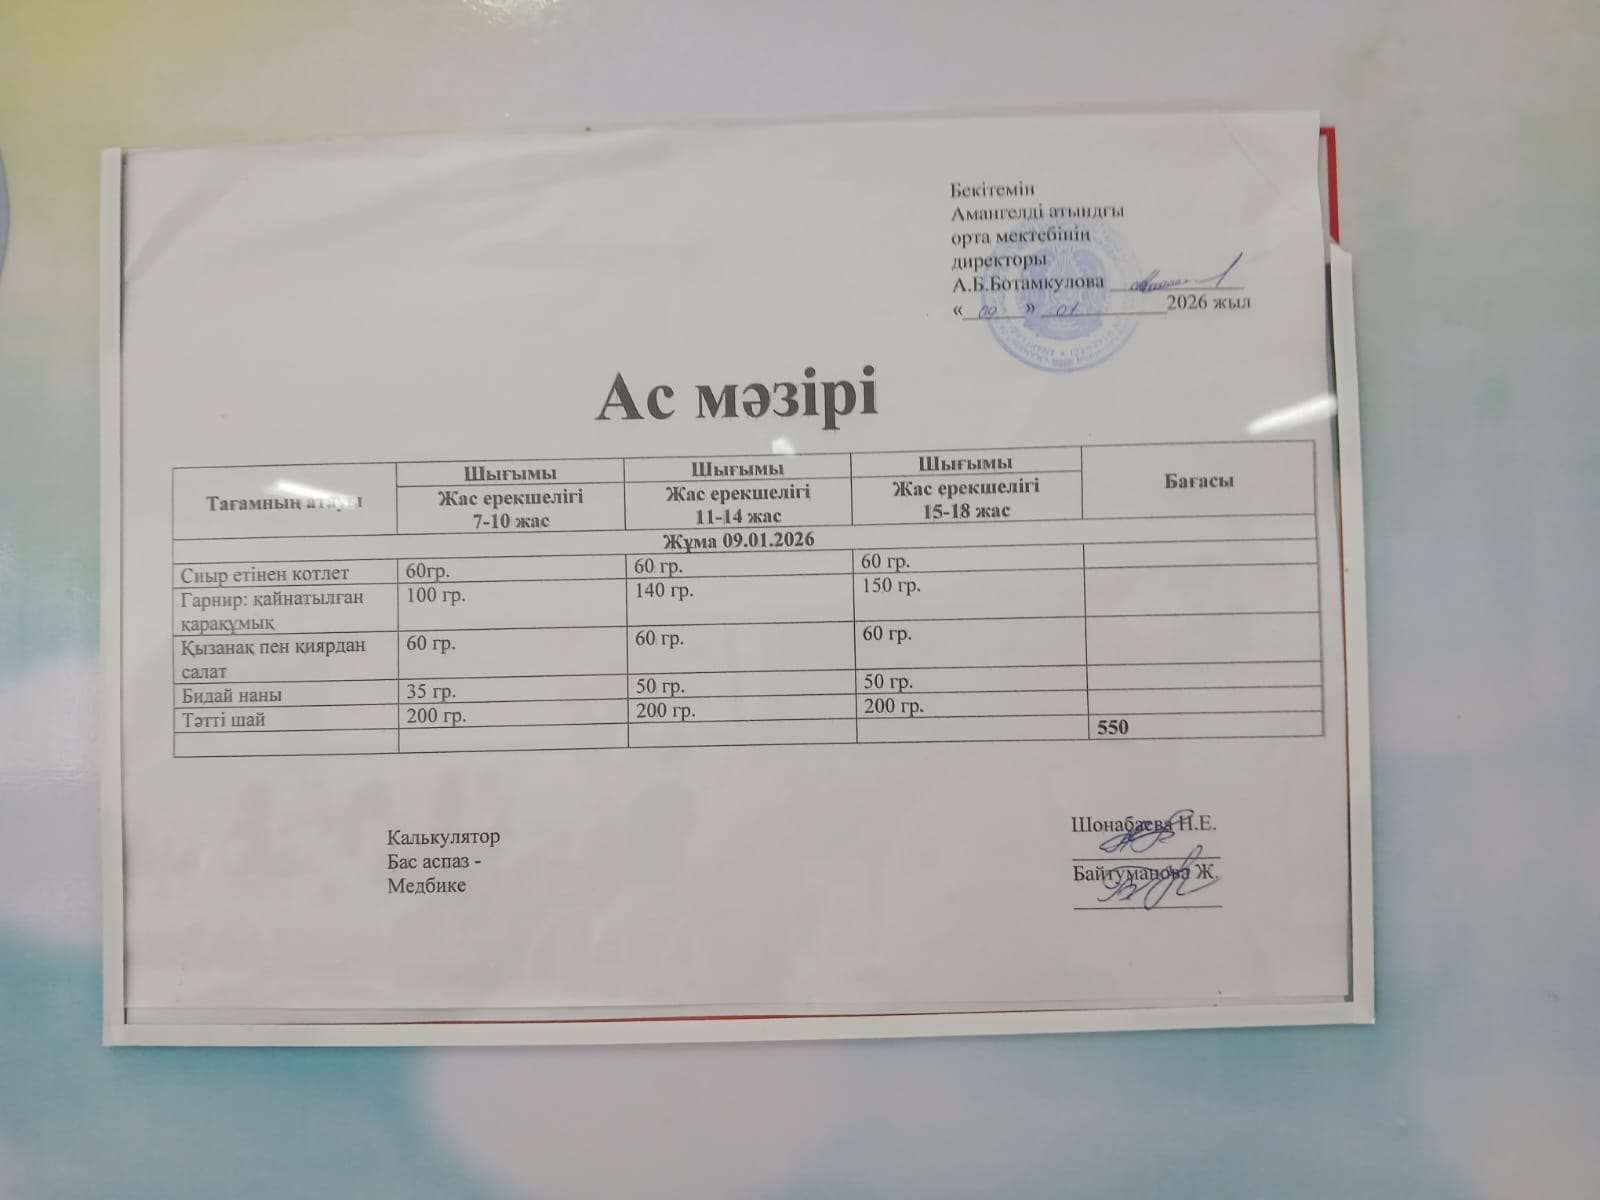 Бекітемін
Амангелді атындғы
орта мектебінің
директоры
А.Б.Ботамкулова
« 09 » 01 2026 жыл
Ас мәзірі
Тағамның атауы
Шығымы
Жас ерекшелігі
7-10 жас
Шығымы
Жас ерекшелігі
11-14 жас
Шығымы
Жас ерекшелігі
15-18 жас
Бағасы
Жұма 09.01.2026
Сиыр етінен котлет 60гр. 60 гр. 60 гр.
Гарнир: қайнатылған 100 гр. 140 гр. 150 гр.
қарақұмық
Қызанақ пен қиярдан 60 гр. 60 гр. 60 гр.
салат
Бидай наны 35 гр. 50 гр. 50 гр.
Тәтті шай 200 гр. 200 гр. 200 гр.
550
Калькулятор
Бас аспаз -
Медбике
Шонабаева Н.Е.
Байтуманова Ж.